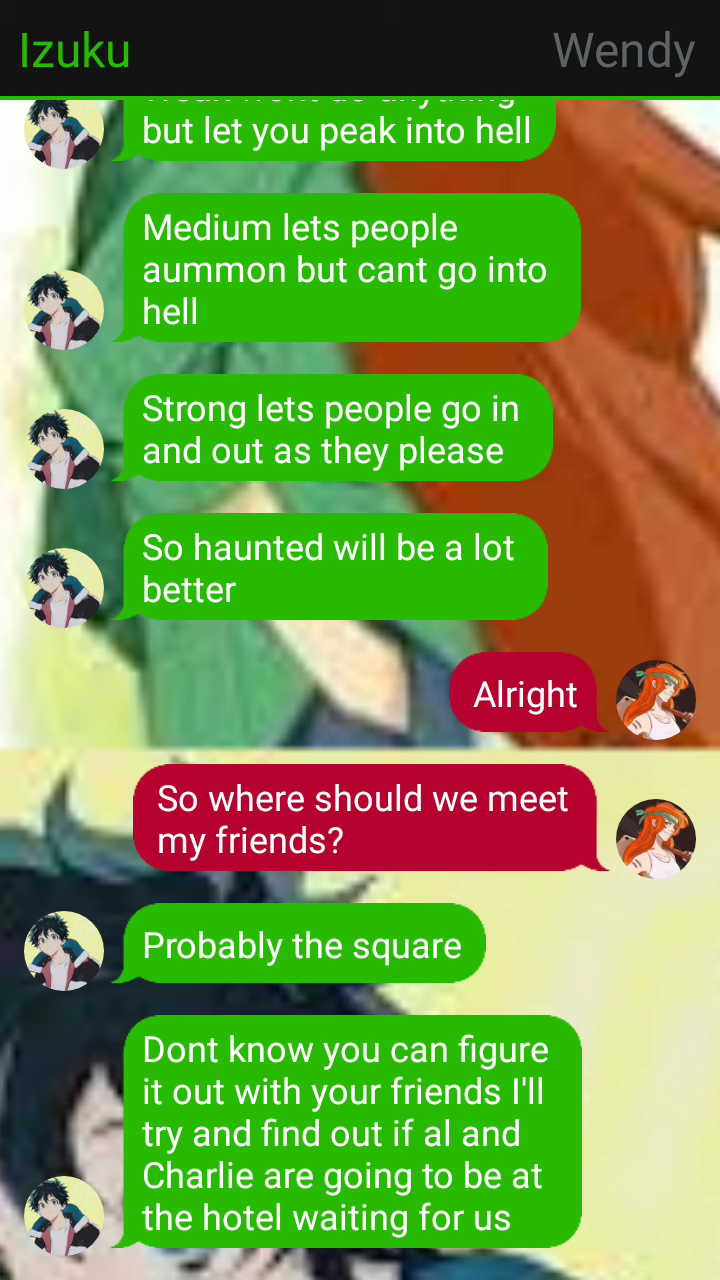 Izuku
Wendy
but let you peak into hell
Medium lets people
aummon but cant go into
hell
Strong lets people go in
and out as they please
So haunted will be a lot
better
Alright
So where should we meet
my friends?
Probably the square
Dont know you can figure
it out with your friends I'll
try and find out if al and
Charlie are going to be at
the hotel waiting for us